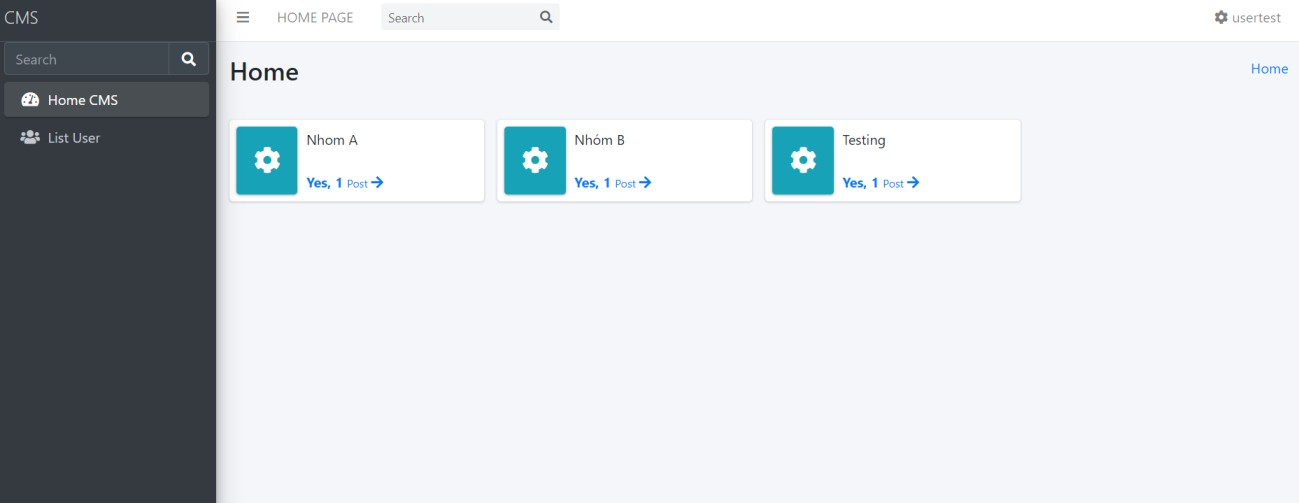 CMS
HOME PAGE
Search
usertest
Search
Home CMS
List User
Home
Home
Nhom A
Yes, 1 Post
Nhóm B
Yes, 1 Post
Testing
Yes, 1 Post